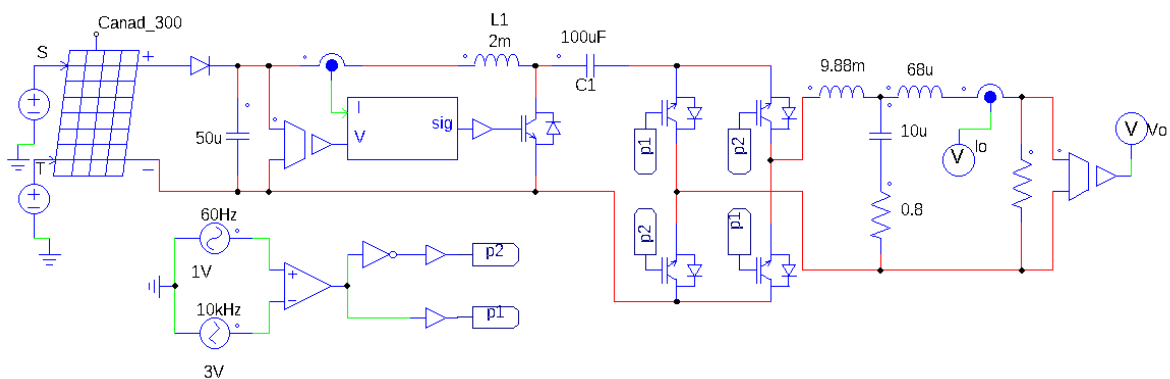 Canad_300
S
+
T
−
50u
I
V
sig
L1
2m
100uF
C1
p1
p2
p2
p1
9.88m
68u
10u
0.8
V
Io
V
Vo
60Hz
1V
10kHz
3V
+
−
p2
p1